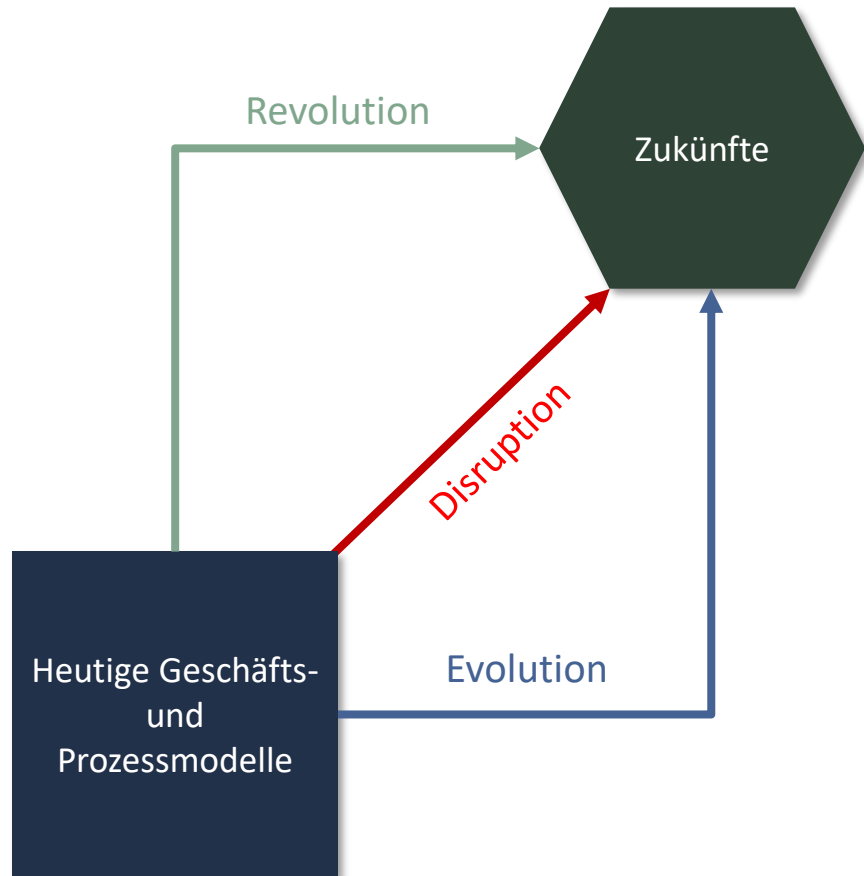 Revolution
Zukünfte
Disruption
Heutige Geschäfts-
und
Prozessmodelle
Evolution